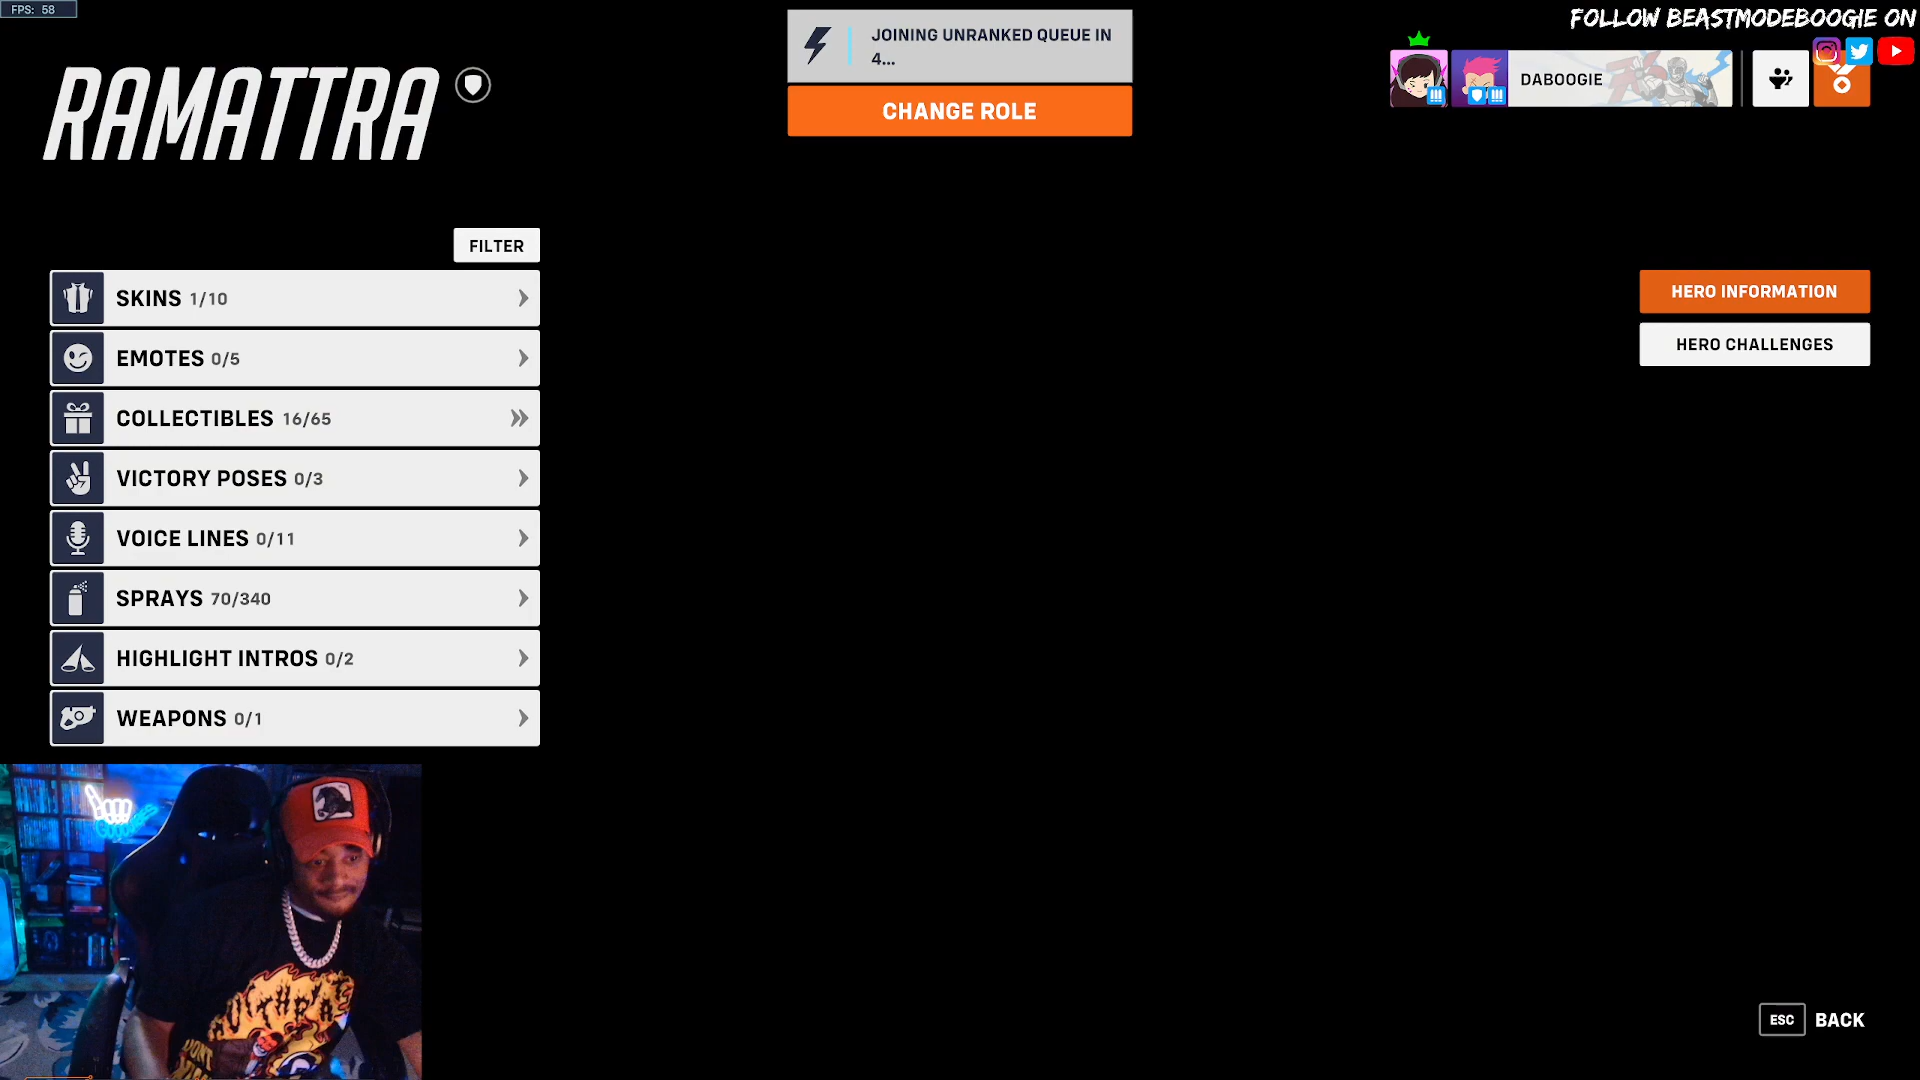 FPS: 58
FOLLOW BEASTMODEBOOGIE ON
RAMATTRA
JOINING UNRANKED QUEUE IN
4...
CHANGE ROLE
DABOOGIE
FILTER
SKINS 1/10
EMOTES 0/5
COLLECTIBLES 16/65
VICTORY POSES 0/3
VOICE LINES 0/11
SPRAYS 70/340
HIGHLIGHT INTROS 0/2
WEAPONS 0/1
HERO INFORMATION
HERO CHALLENGES
ESC BACK